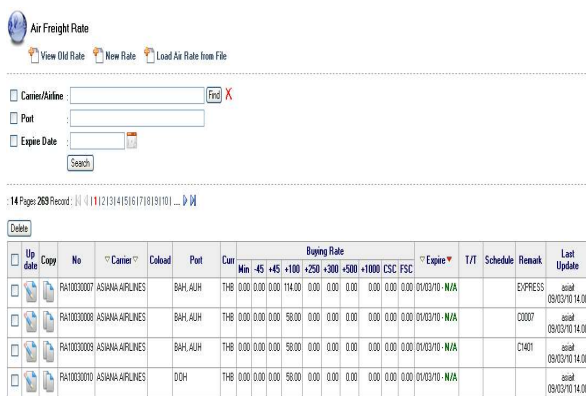 Air Freight Rate
View Old Rate New Rate Load Air Rate from File
Carrier/Airline : Find X
Port :
Expire Date :
Search
: 14 Pages 269 Record : | 1 | 2 | 3 | 4 | 5 | 6 | 7 | 8 | 9 | 10 | ....
Delete
Up date Copy No Carrier Coload Port Curr Buying Rate Expire T/T Schedule Remark Last Update
Min -45 +45 +100 +250 +300 +500 +1000 CSC FSC
RA10030007 ASIANA AIRLINES BAH, AUH THB 0.00 0.00 0.00 114.00 0.00 0.00 0.00 0.00 0.00 0.00 01/03/10 - N/A EXPRESS asiait
09/03/10 14.00
RA10030008 ASIANA AIRLINES BAH, AUH THB 0.00 0.00 0.00 58.00 0.00 0.00 0.00 0.00 0.00 0.00 01/03/10 - N/A C0007 asiait
09/03/10 14.00
RA10030009 ASIANA AIRLINES BAH, AUH THB 0.00 0.00 0.00 58.00 0.00 0.00 0.00 0.00 0.00 0.00 01/03/10 - N/A C1401 asiait
09/03/10 14.00
RA10030010 ASIANA AIRLINES DOH THB 0.00 0.00 0.00 58.00 0.00 0.00 0.00 0.00 0.00 0.00 01/03/10 - N/A asiait
09/03/10 14.00